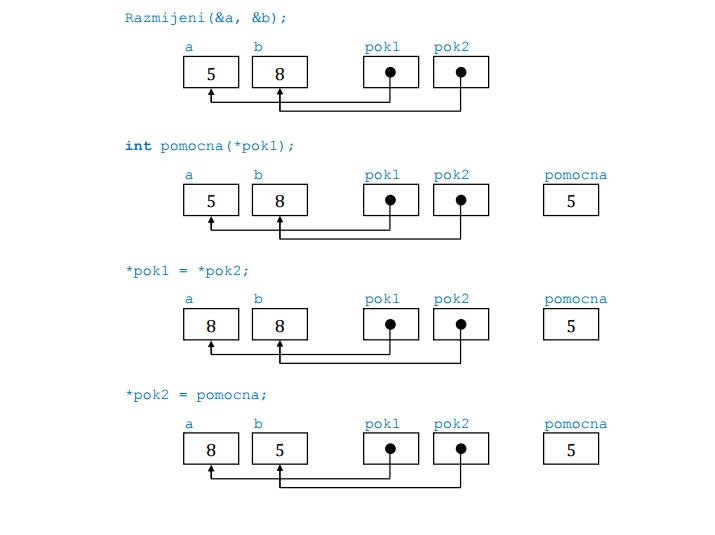 Razmijeni(&a, &b);
a b pok1 pok2
5 8
int pomocna(*pok1);
a b pok1 pok2 pomocna
5 8 5
*pok1 = *pok2;
a b pok1 pok2 pomocna
8 8 5
*pok2 = pomocna;
a b pok1 pok2 pomocna
8 5 5